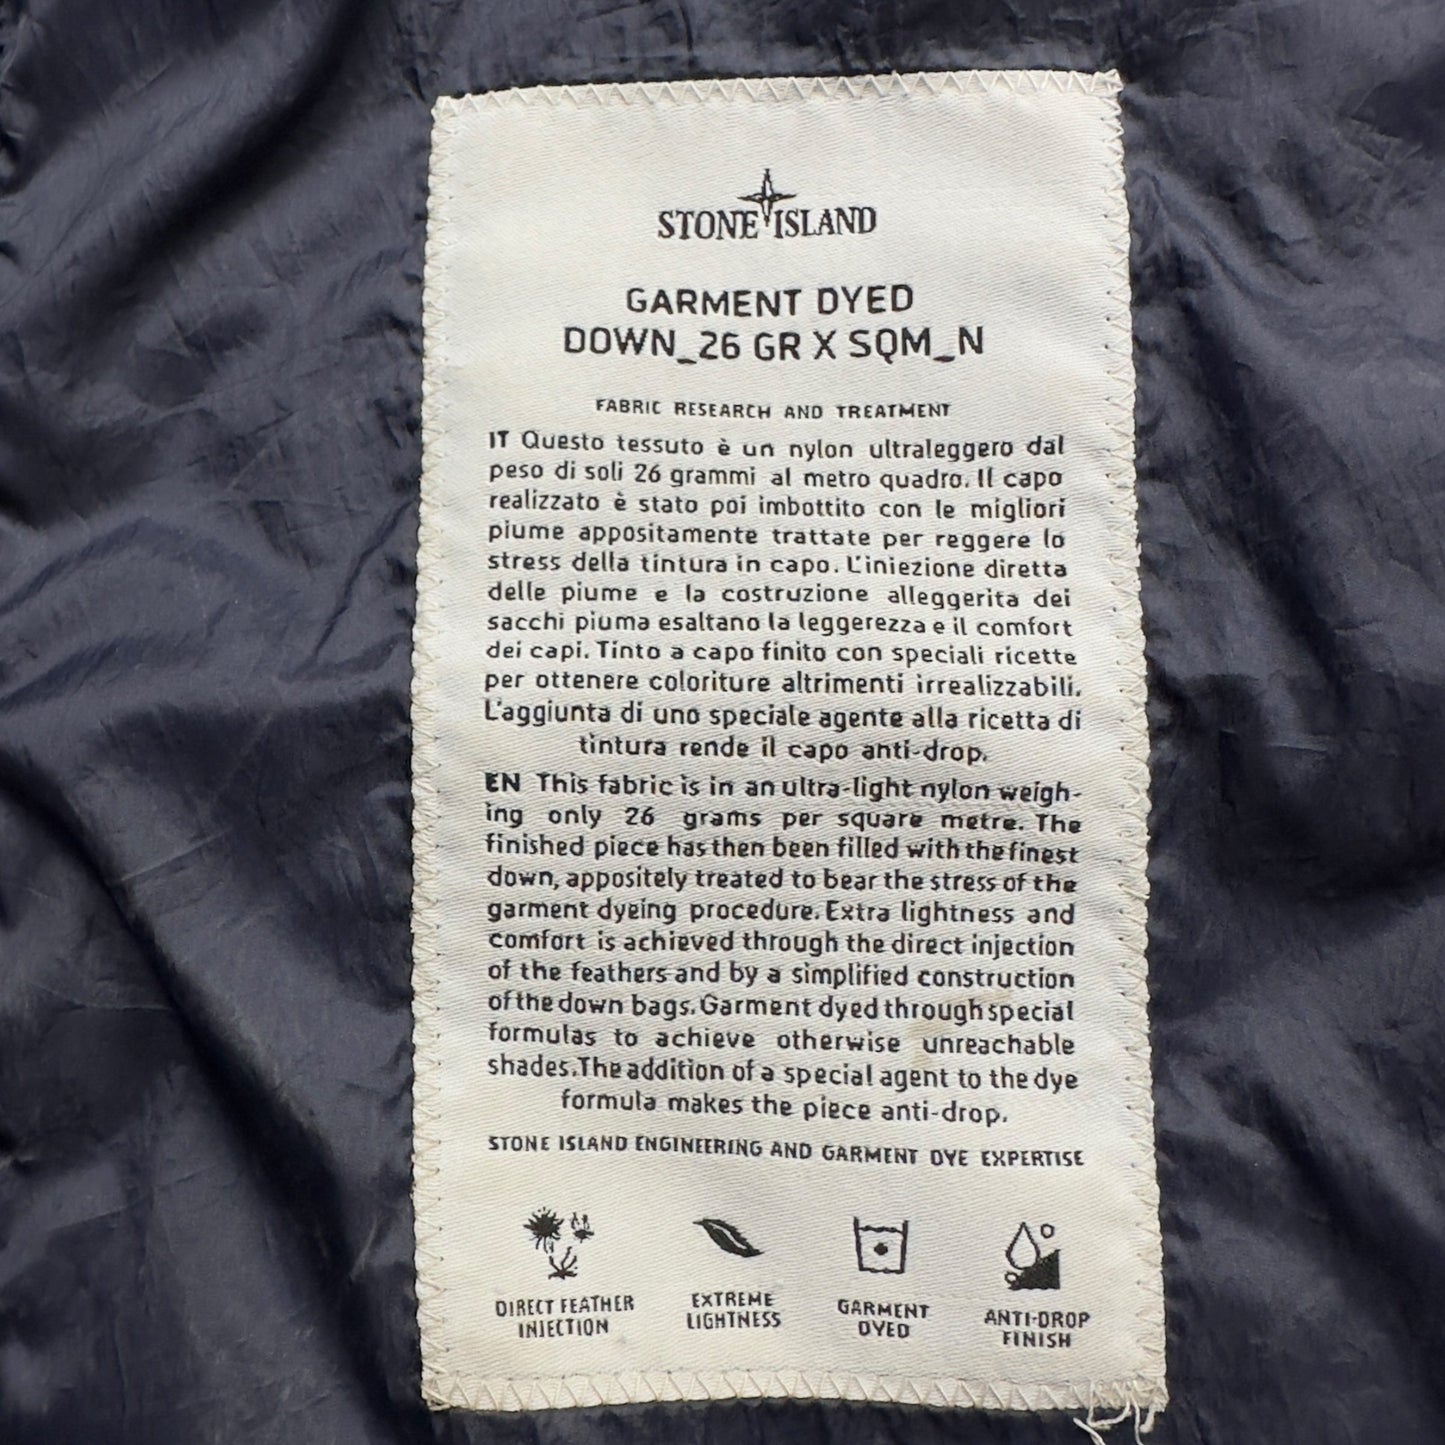 STONE ISLAND
GARMENT DYED
DOWN_26 GR X SQM_N
FABRIC RESEARCH AND TREATMENT
IT Questo tessuto è un nylon ultraleggero dal
peso di soli 26 grammi al metro quadro. Il capo
realizzato è stato poi imbottito con le migliori
piume appositamente trattate per reggere lo
stress della tintura in capo. L'iniezione diretta
delle piume e la costruzione alleggerita dei
sacchi piuma esaltano la leggerezza e il comfort
dei capi. Tinto a capo finito con speciali ricette
per ottenere coloriture altrimenti irrealizzabili.
L'aggiunta di uno speciale agente alla ricetta di
tintura rende il capo anti-drop.
EN This fabric is in an ultra-light nylon weigh-
ing only 26 grams per square metre. The
finished piece has then been filled with the finest
down, appositely treated to bear the stress of the
garment dyeing procedure. Extra lightness and
comfort is achieved through the direct injection
of the feathers and by a simplified construction
of the down bags. Garment dyed through special
formulas to achieve otherwise unreachable
shades. The addition of a special agent to the dye
formula makes the piece anti-drop.
STONE ISLAND ENGINEERING AND GARMENT DYE EXPERTISE
DIRECT FEATHER
INJECTION
EXTREME
LIGHTNESS
GARMENT
DYED
ANTI-DROP
FINISH